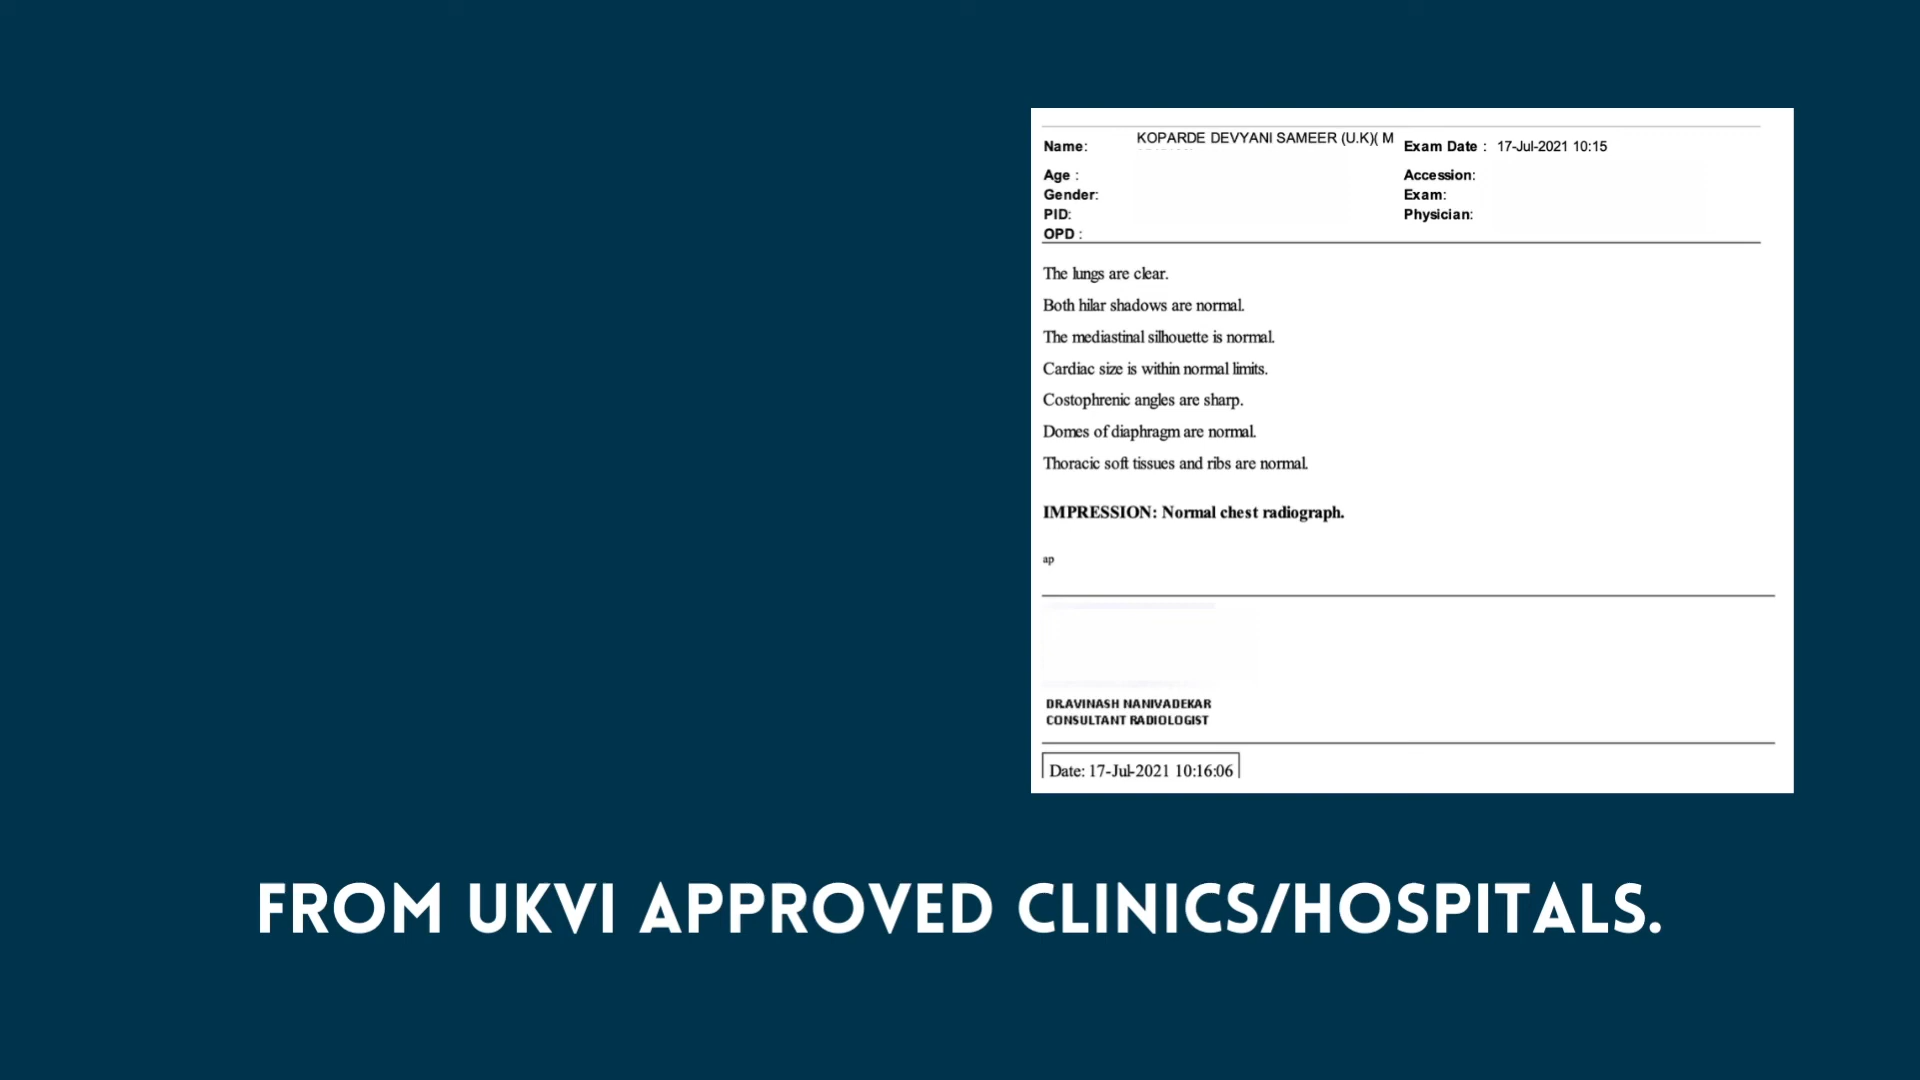 Name: KOPARDE DEVYANI SAMEER (U.K)( M Exam Date : 17-Jul-2021 10:15
Age : Accession:
Gender: Exam:
PID: Physician:
OPD :
The lungs are clear.
Both hilar shadows are normal.
The mediastinal silhouette is normal.
Cardiac size is within normal limits.
Costophrenic angles are sharp.
Domes of diaphragm are normal.
Thoracic soft tissues and ribs are normal.
IMPRESSION: Normal chest radiograph.
ap
DR.AVINASH NANIVADEKAR
CONSULTANT RADIOLOGIST
Date: 17-Jul-2021 10:16:06
FROM UKVI APPROVED CLINICS/HOSPITALS.